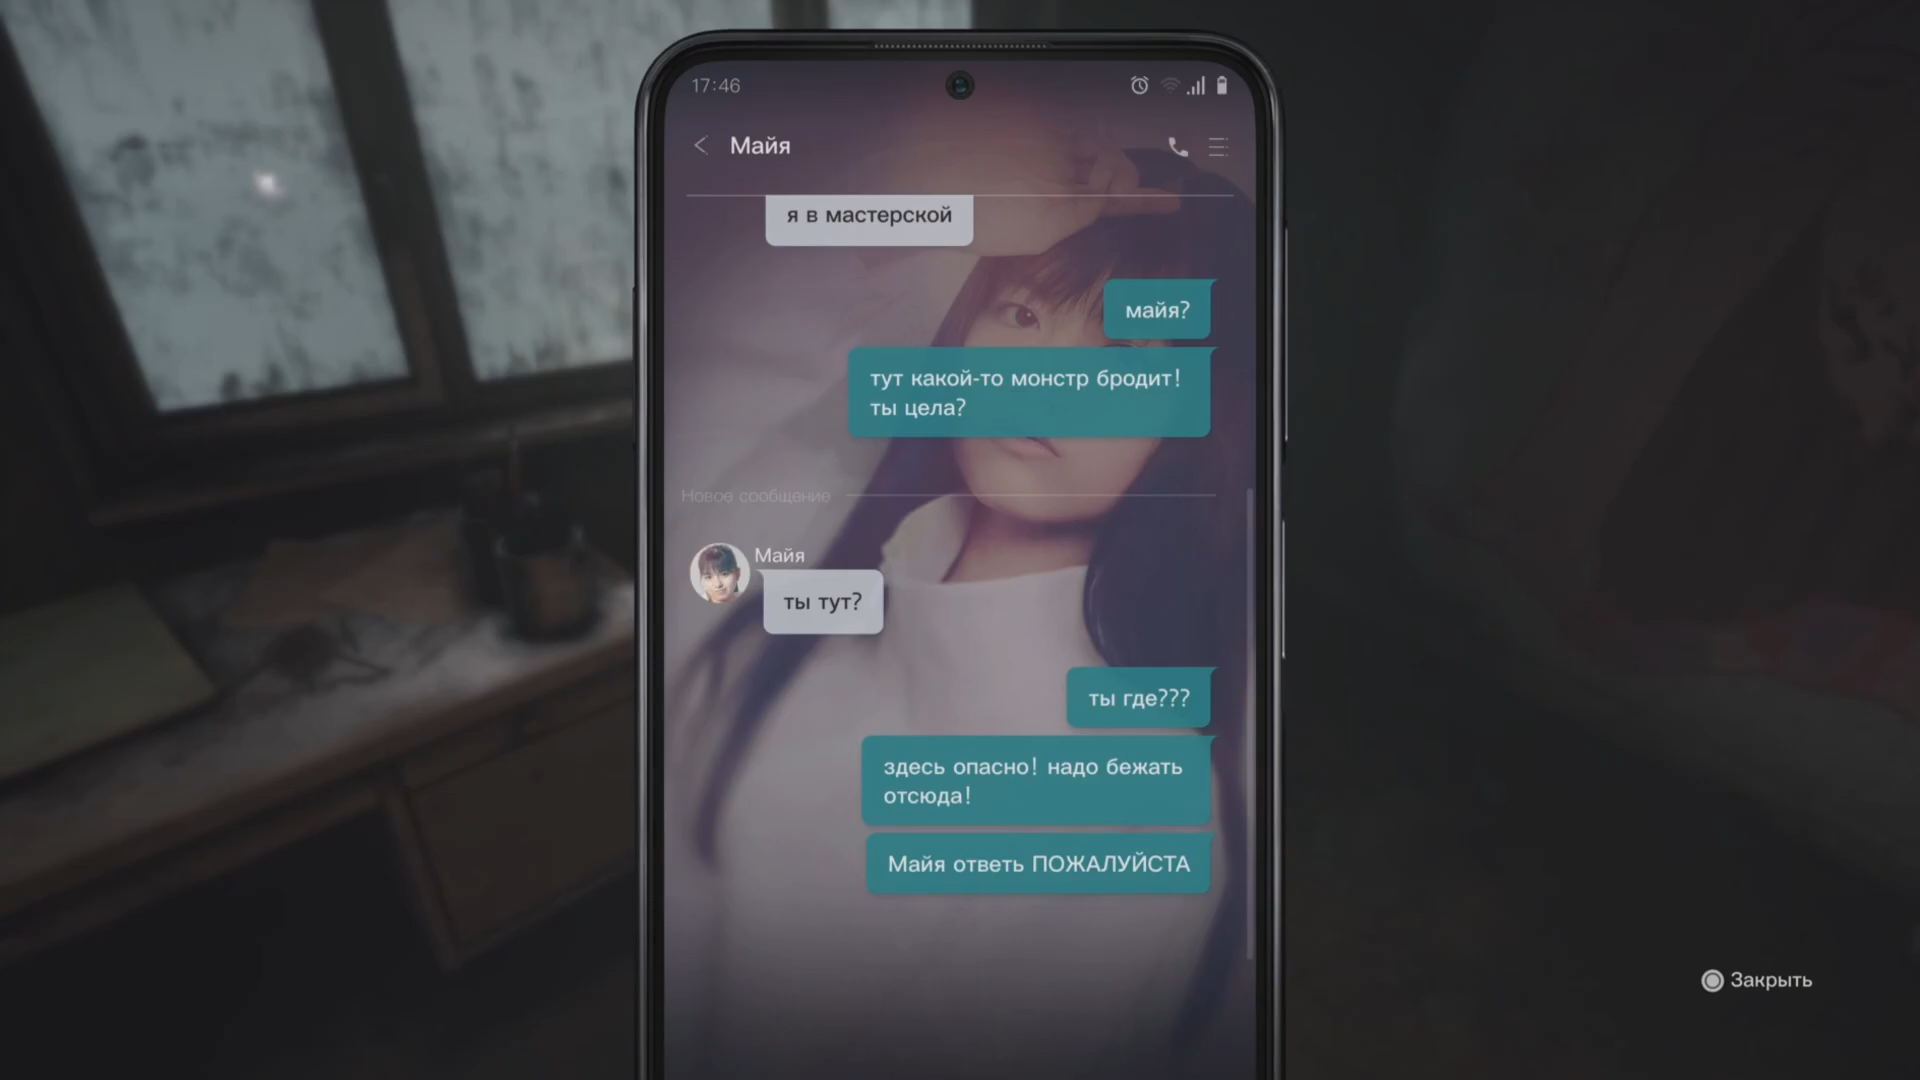 17:46
Майя
я в мастерской
майя?
тут какой-то монстр бродит!
ты цела?
Новое сообщение
Майя
ты тут?
ты где???
здесь опасно! надо бежать
отсюда!
Майя ответь ПОЖАЛУЙСТА
Закрыть